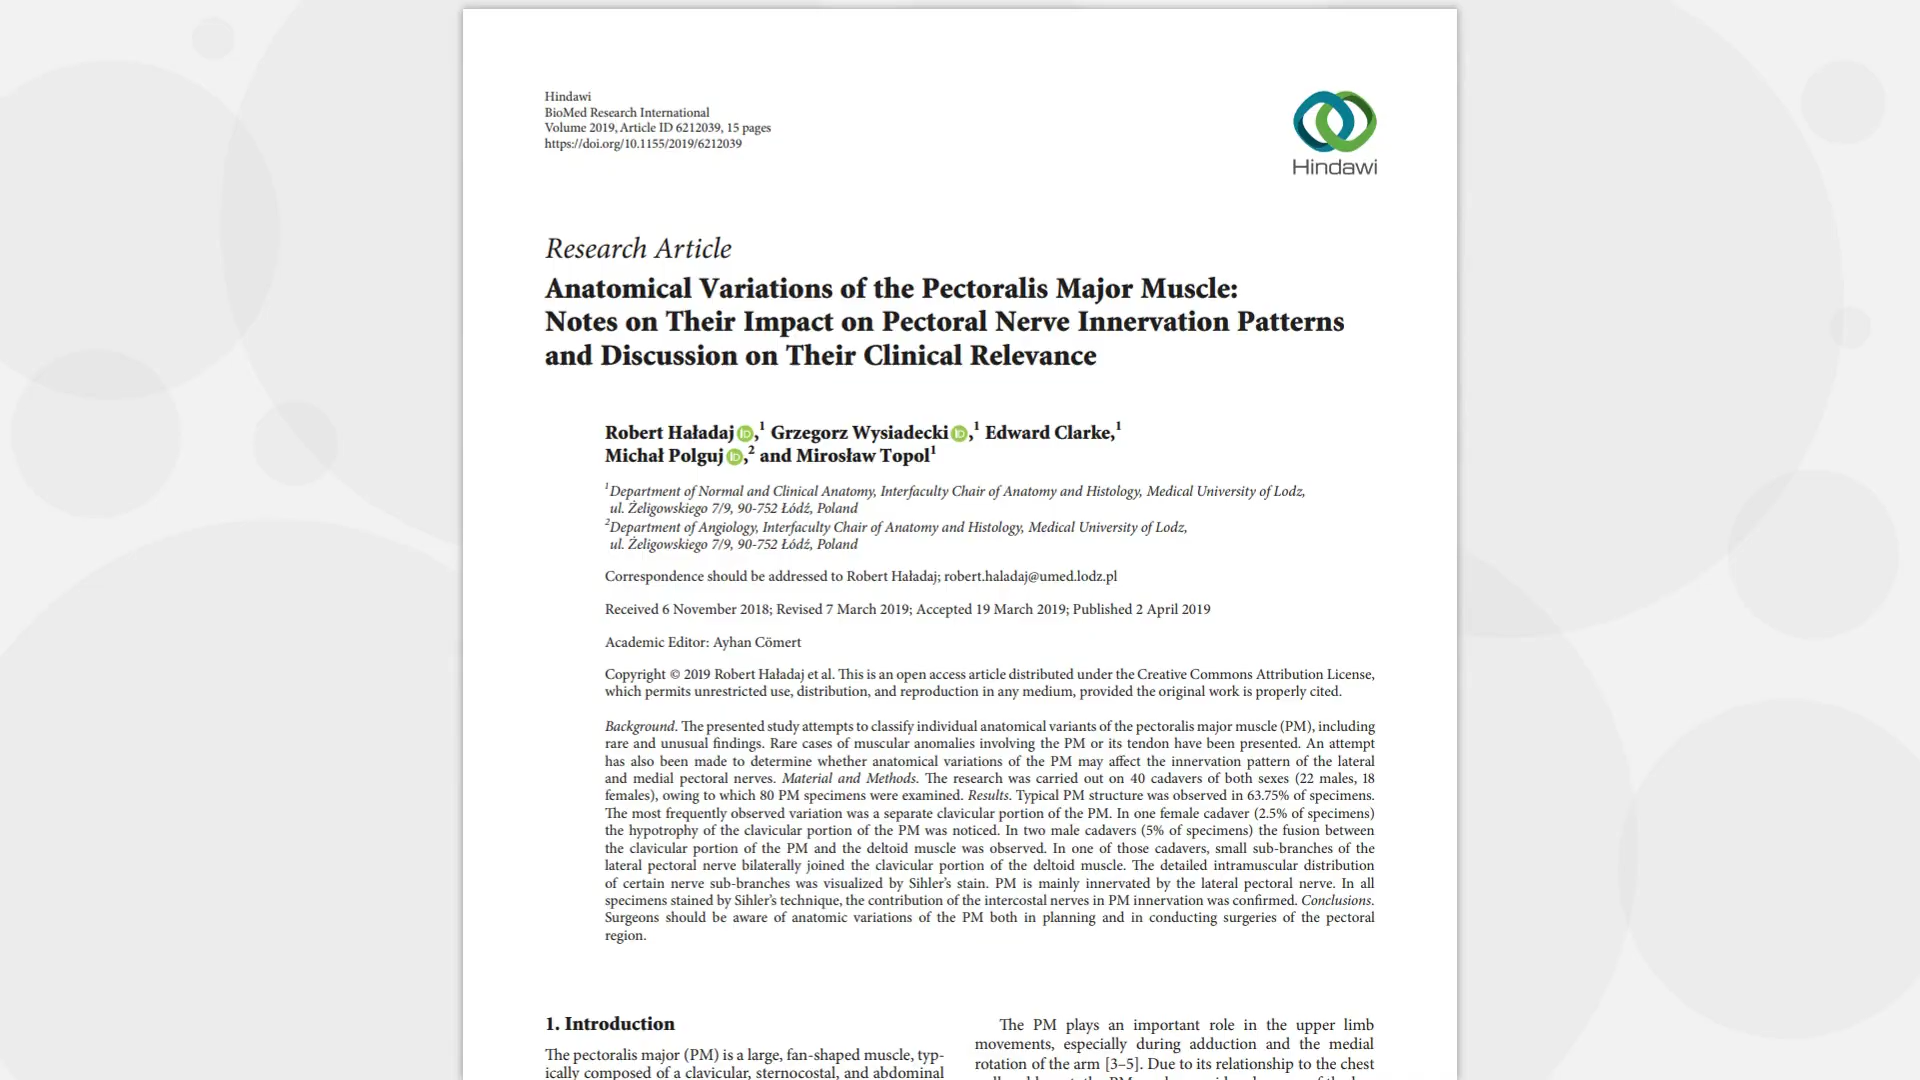 Hindawi
BioMed Research International
Volume 2019, Article ID 6212039, 15 pages
https://doi.org/10.1155/2019/6212039
Hindawi
Research Article
Anatomical Variations of the Pectoralis Major Muscle:
Notes on Their Impact on Pectoral Nerve Innervation Patterns
and Discussion on Their Clinical Relevance
Robert Haładaj iD,1 Grzegorz Wysiadecki iD,1 Edward Clarke,1
Michał Polguj iD,2 and Mirosław Topol1
1Department of Normal and Clinical Anatomy, Interfaculty Chair of Anatomy and Histology, Medical University of Lodz,
ul. Żeligowskiego 7/9, 90-752 Łódź, Poland
2Department of Angiology, Interfaculty Chair of Anatomy and Histology, Medical University of Lodz,
ul. Żeligowskiego 7/9, 90-752 Łódź, Poland
Correspondence should be addressed to Robert Haładaj; robert.haladaj@umed.lodz.pl
Received 6 November 2018; Revised 7 March 2019; Accepted 19 March 2019; Published 2 April 2019
Academic Editor: Ayhan Cömert
Copyright © 2019 Robert Haładaj et al. This is an open access article distributed under the Creative Commons Attribution License,
which permits unrestricted use, distribution, and reproduction in any medium, provided the original work is properly cited.
Background. The presented study attempts to classify individual anatomical variants of the pectoralis major muscle (PM), including
rare and unusual findings. Rare cases of muscular anomalies involving the PM or its tendon have been presented. An attempt
has also been made to determine whether anatomical variations of the PM may affect the innervation pattern of the lateral
and medial pectoral nerves. Material and Methods. The research was carried out on 40 cadavers of both sexes (22 males, 18
females), owing to which 80 PM specimens were examined. Results. Typical PM structure was observed in 63.75% of specimens.
The most frequently observed variation was a separate clavicular portion of the PM. In one female cadaver (2.5% of specimens)
the hypotrophy of the clavicular portion of the PM was noticed. In two male cadavers (5% of specimens) the fusion between
the clavicular portion of the PM and the deltoid muscle was observed. In one of those cadavers, small sub-branches of the
lateral pectoral nerve bilaterally joined the clavicular portion of the deltoid muscle. The detailed intramuscular distribution
of certain nerve sub-branches was visualized by Sihler's stain. PM is mainly innervated by the lateral pectoral nerve. In all
specimens stained by Sihler's technique, the contribution of the intercostal nerves in PM innervation was confirmed. Conclusions.
Surgeons should be aware of anatomic variations of the PM both in planning and in conducting surgeries of the pectoral
region.
1. Introduction
The pectoralis major (PM) is a large, fan-shaped muscle, typ-
ically composed of a clavicular, sternocostal, and abdominal
The PM plays an important role in the upper limb
movements, especially during adduction and the medial
rotation of the arm [3–5]. Due to its relationship to the chest